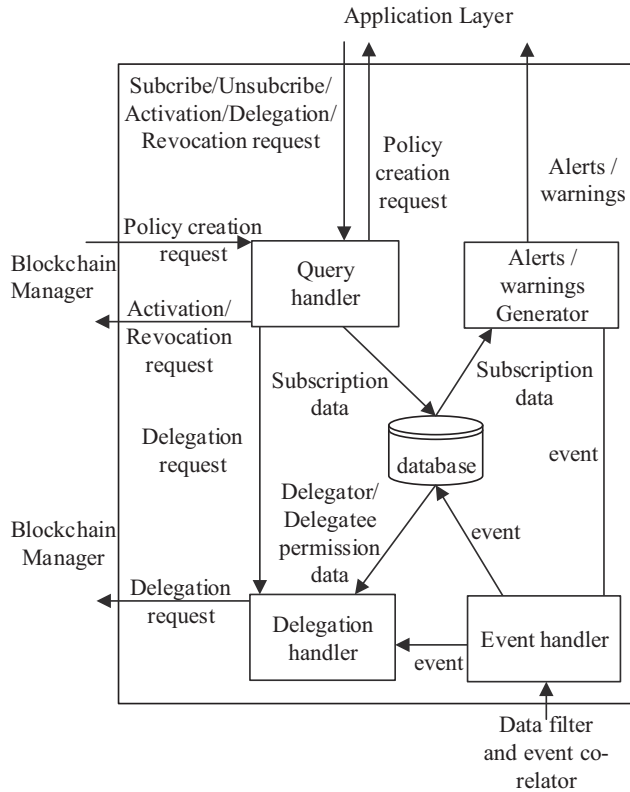 Application Layer
Subcribe/Unsubcribe/
Activation/Delegation/
Revocation request
Policy
creation
request
Alerts /
warnings
Policy creation
request
Blockchain
Manager
Query
handler
Alerts /
warnings
Generator
Activation/
Revocation
request
Subscription
data
Subscription
data
Delegation
request
database
event
Delegator/
Delegatee
permission
data
event
Blockchain
Manager
Delegation
request
Delegation
handler
event
Event handler
Data filter
and event co-
relator